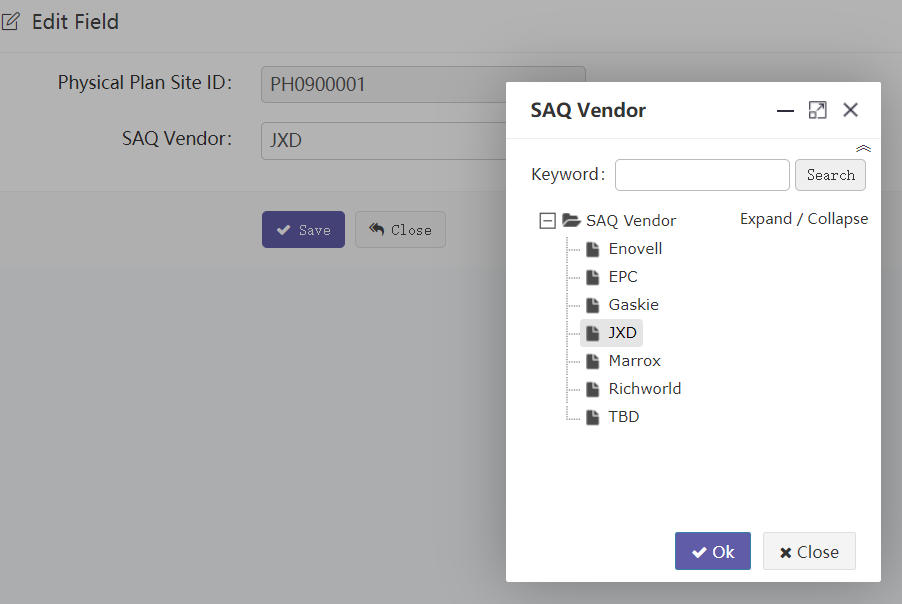 Edit Field
Physical Plan Site ID:
PH0900001
SAQ Vendor:
JXD
Save
Close
SAQ Vendor
Keyword:
Search
SAQ Vendor
Expand / Collapse
Enovell
EPC
Gaskie
JXD
Marrox
Richworld
TBD
Ok
Close